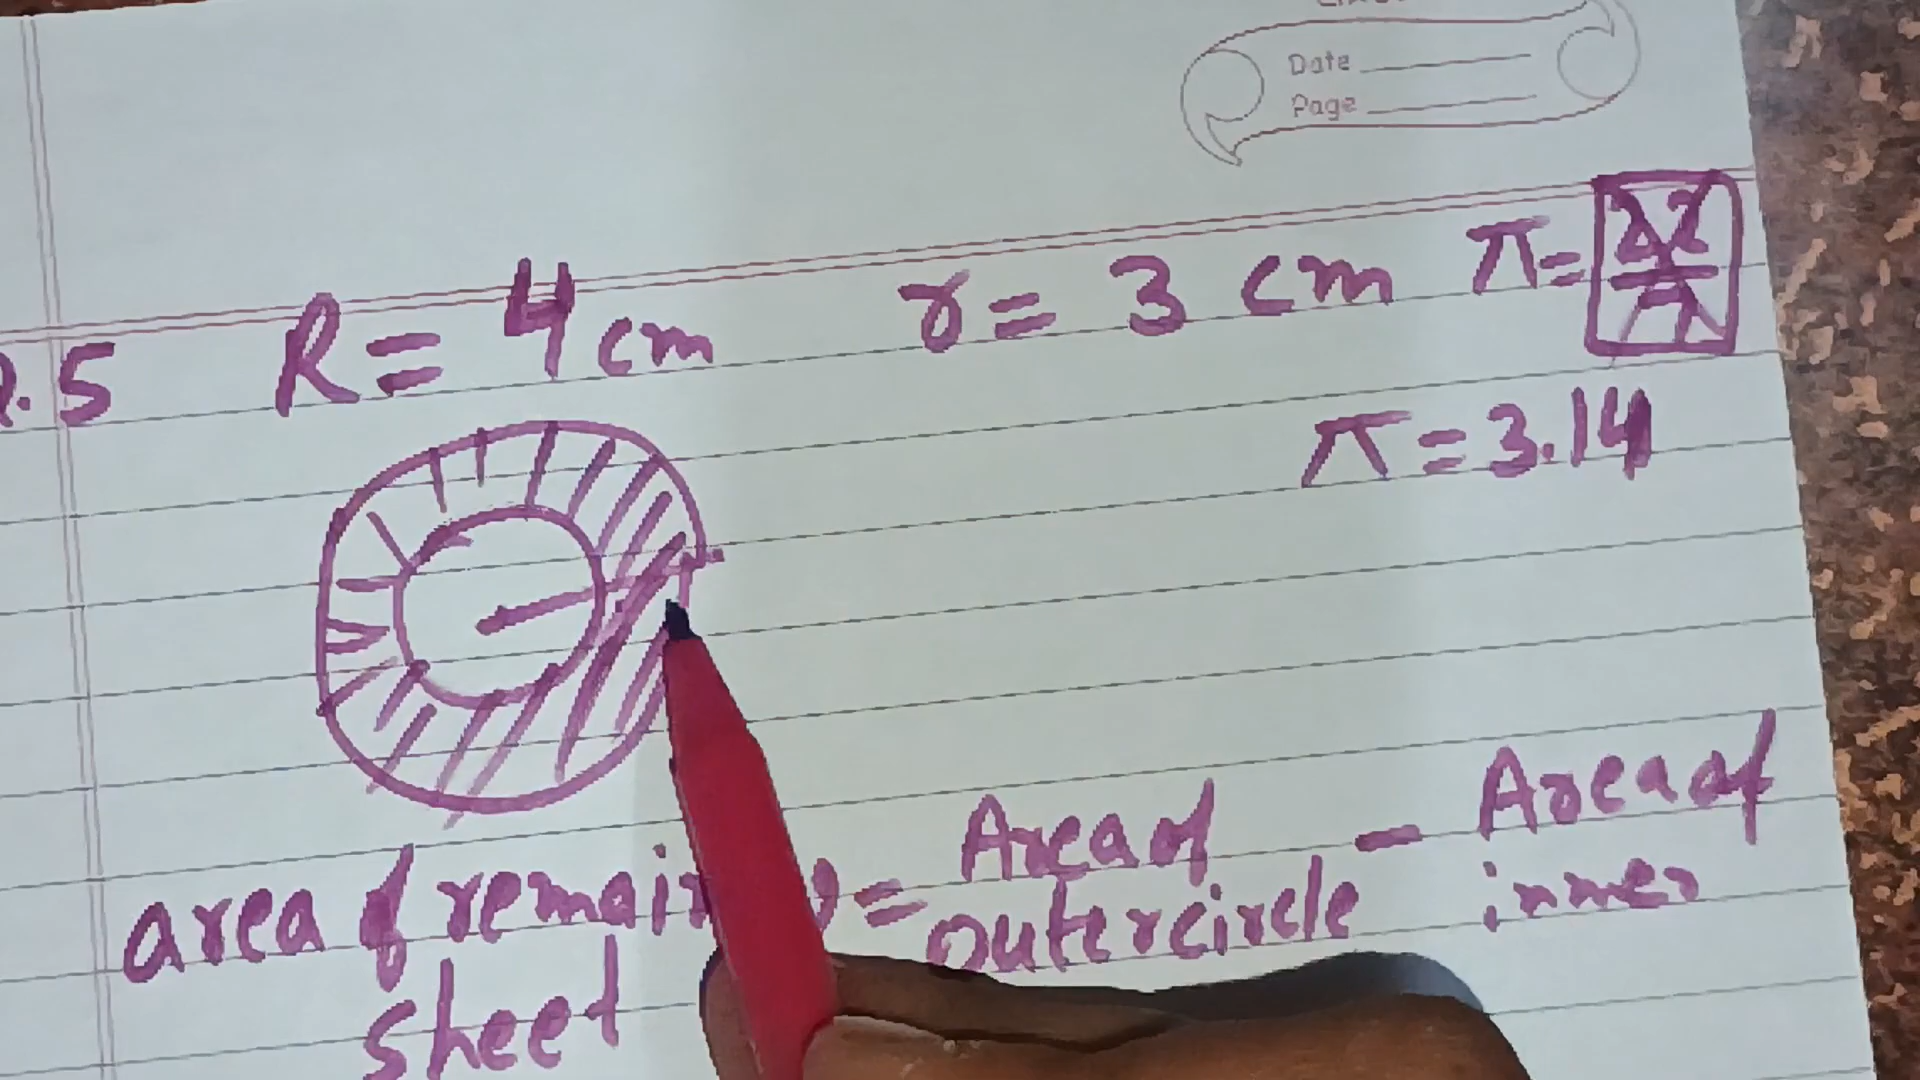 Date
Page
.5 R = 4 cm r = 3 cm π = 22/7
π = 3.14
area of = Area of outercircle - Area of inner
sheet